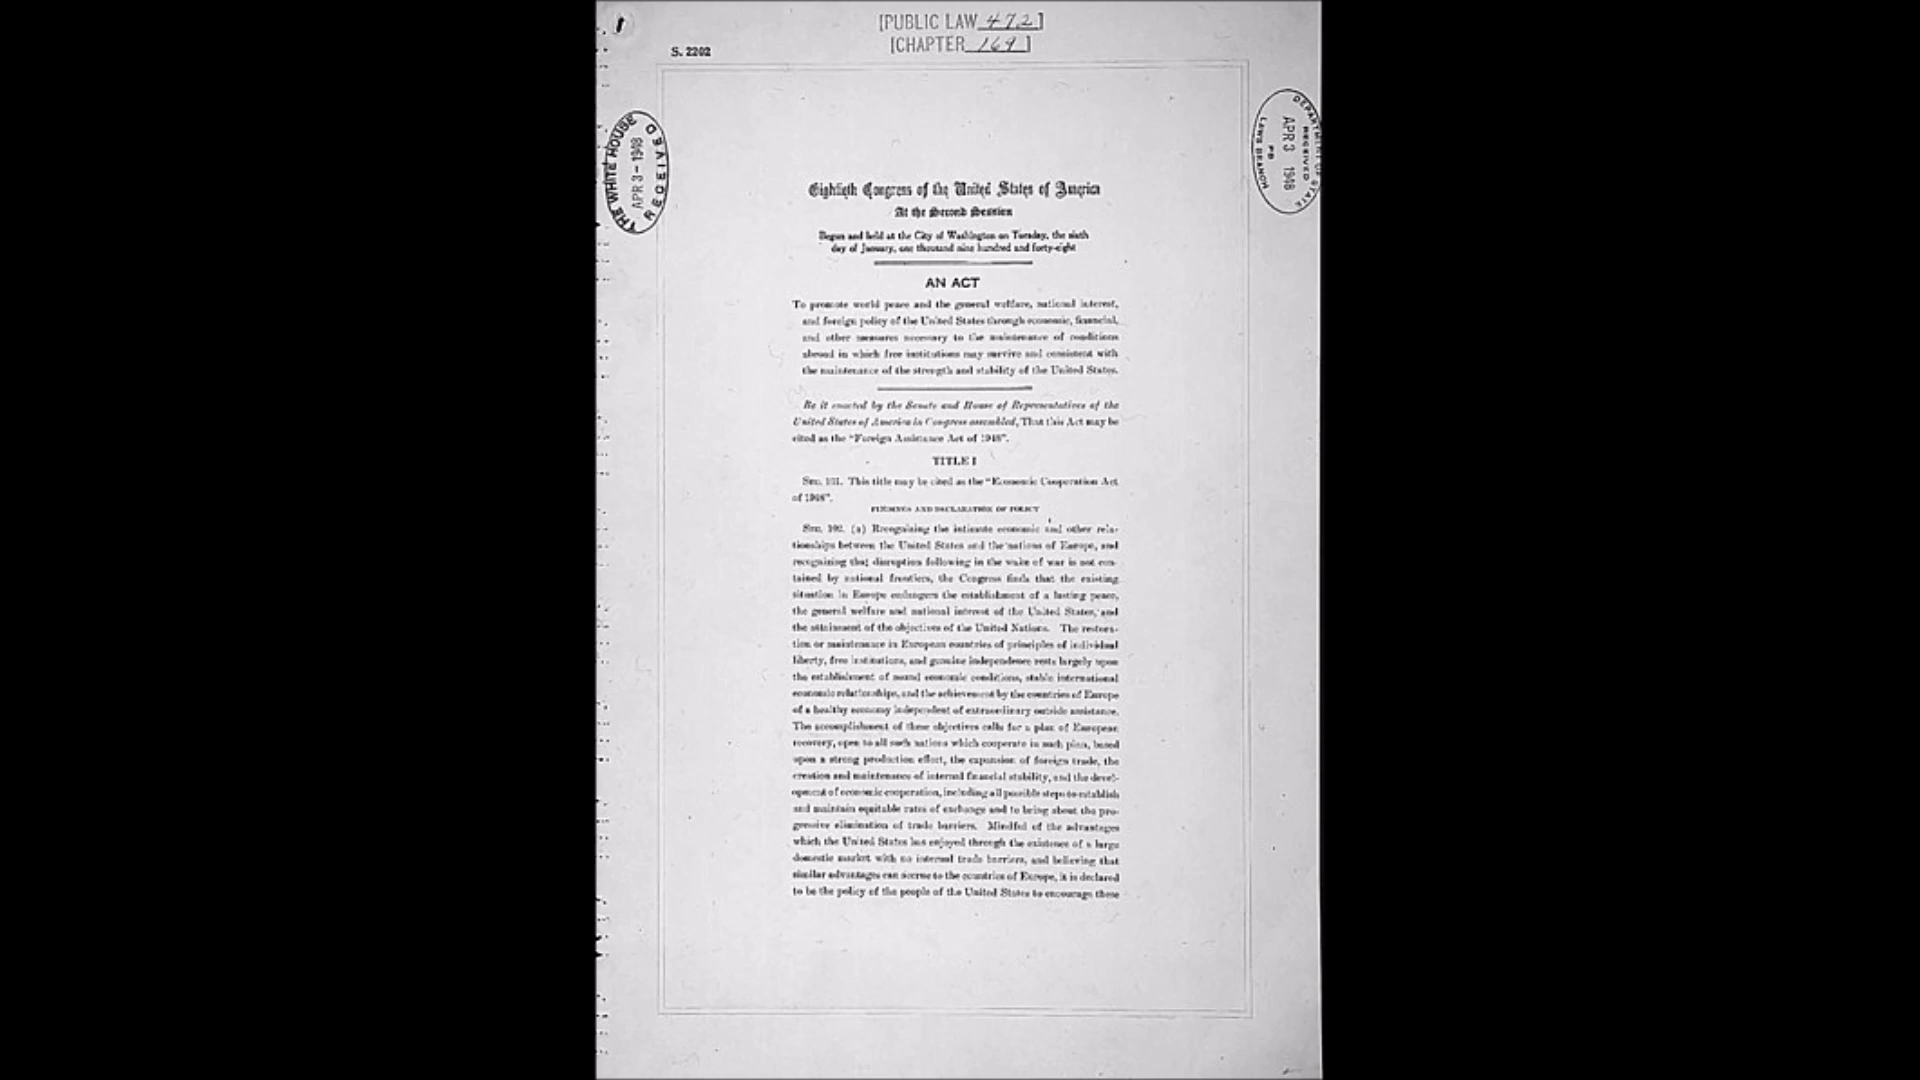 [PUBLIC LAW 472]
[CHAPTER 169]
S. 2202
THE WHITE HOUSE
APR 3 - 1948
RECEIVED
DEPARTMENT OF STATE
RECEIVED
APR 3 1948
PB
LAWS BRANCH
Eightieth Congress of the United States of America
At the Second Session
Begun and held at the City of Washington on Tuesday, the sixth
day of January, one thousand nine hundred and forty-eight
AN ACT
To promote world peace and the general welfare, national interest,
and foreign policy of the United States through economic, financial,
and other measures necessary to the maintenance of conditions
abroad in which free institutions may survive and consistent with
the maintenance of the strength and stability of the United States.
Be it enacted by the Senate and House of Representatives of the
United States of America in Congress assembled, That this Act may be
cited as the "Foreign Assistance Act of 1948".
TITLE I
SEC. 101. This title may be cited as the "Economic Cooperation Act
of 1948".
FINDINGS AND DECLARATION OF POLICY
SEC. 102. (a) Recognizing the intimate economic and other rela-
tionships between the United States and the nations of Europe, and
recognizing that disruption following in the wake of war is not con-
tained by national frontiers, the Congress finds that the existing
situation in Europe endangers the establishment of a lasting peace,
the general welfare and national interest of the United States, and
the attainment of the objectives of the United Nations. The restora-
tion or maintenance in European countries of principles of individual
liberty, free institutions, and genuine independence rests largely upon
the establishment of sound economic conditions, stable international
economic relationships, and the achievement by the countries of Europe
of a healthy economy independent of extraordinary outside assistance.
The accomplishment of these objectives calls for a plan of European
recovery, open to all such nations which cooperate in such plan, based
upon a strong production effort, the expansion of foreign trade, the
creation and maintenance of internal financial stability, and the devel-
opment of economic cooperation, including all possible steps to establish
and maintain equitable rates of exchange and to bring about the pro-
gressive elimination of trade barriers. Mindful of the advantages
which the United States has enjoyed through the existence of a large
domestic market with no internal trade barriers, and believing that
similar advantages can accrue to the countries of Europe, it is declared
to be the policy of the people of the United States to encourage these